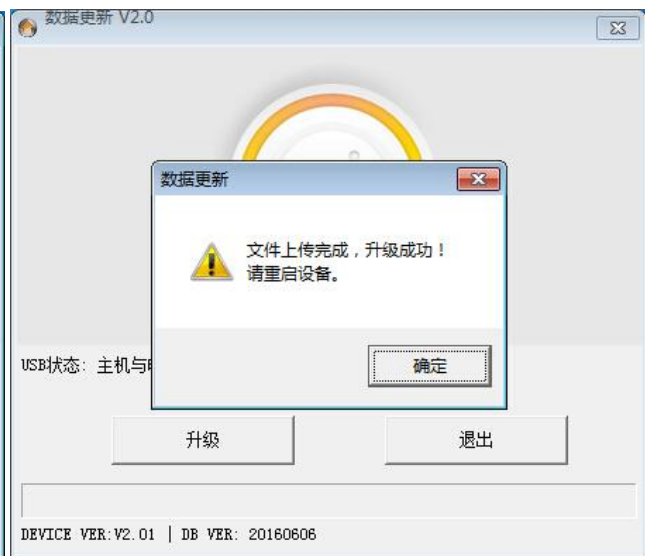 数据更新 V2.0
数据更新
文件上传完成，升级成功！
请重启设备。
USB状态: 主机与
确定
升级
退出
DEVICE VER:V2.01 | DB VER: 20160606